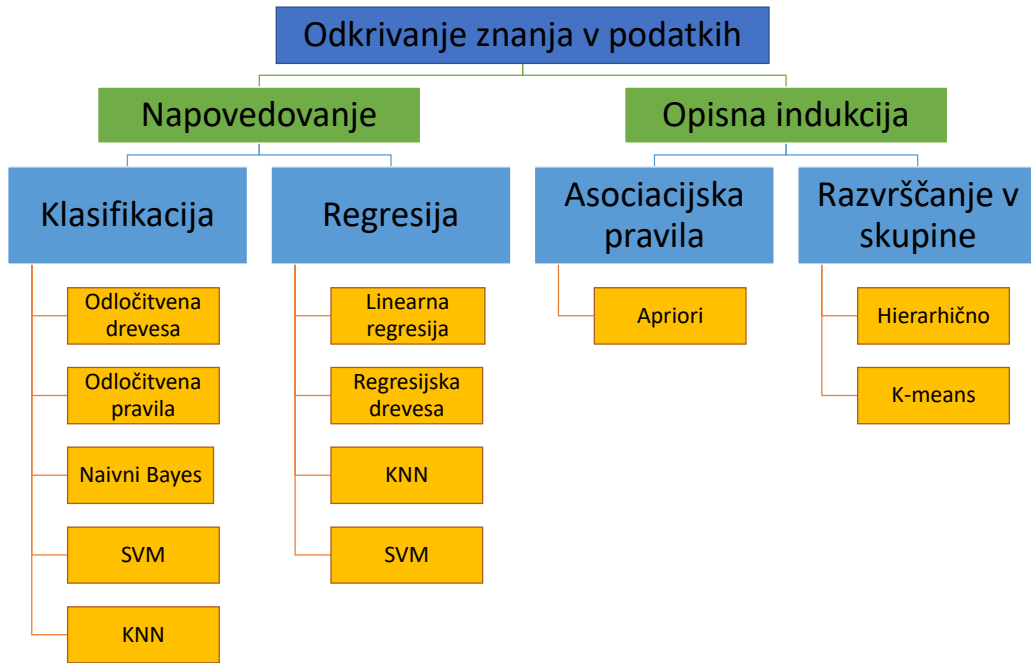 Odkrivanje znanja v podatkih
Napovedovanje
Opisna indukcija
Klasifikacija
Regresija
Asociacijska
pravila
Razvrščanje v
skupine
Odločitvena
drevesa
Odločitvena
pravila
Naivni Bayes
SVM
KNN
Linearna
regresija
Regresijska
drevesa
KNN
SVM
Apriori
Hierarhično
K-means